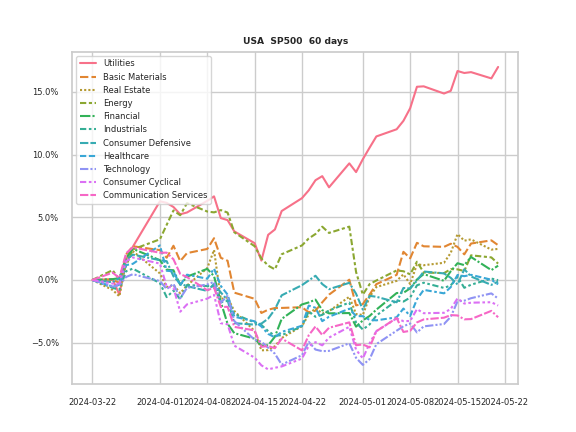 USA SP500 60 days
Utilities
Basic Materials
Real Estate
Energy
Financial
Industrials
Consumer Defensive
Healthcare
Technology
Consumer Cyclical
Communication Services
15.0%
10.0%
5.0%
0.0%
−5.0%
2024-03-22
2024-04-01
2024-04-08
2024-04-15
2024-04-22
2024-05-01
2024-05-08
2024-05-15
2024-05-22